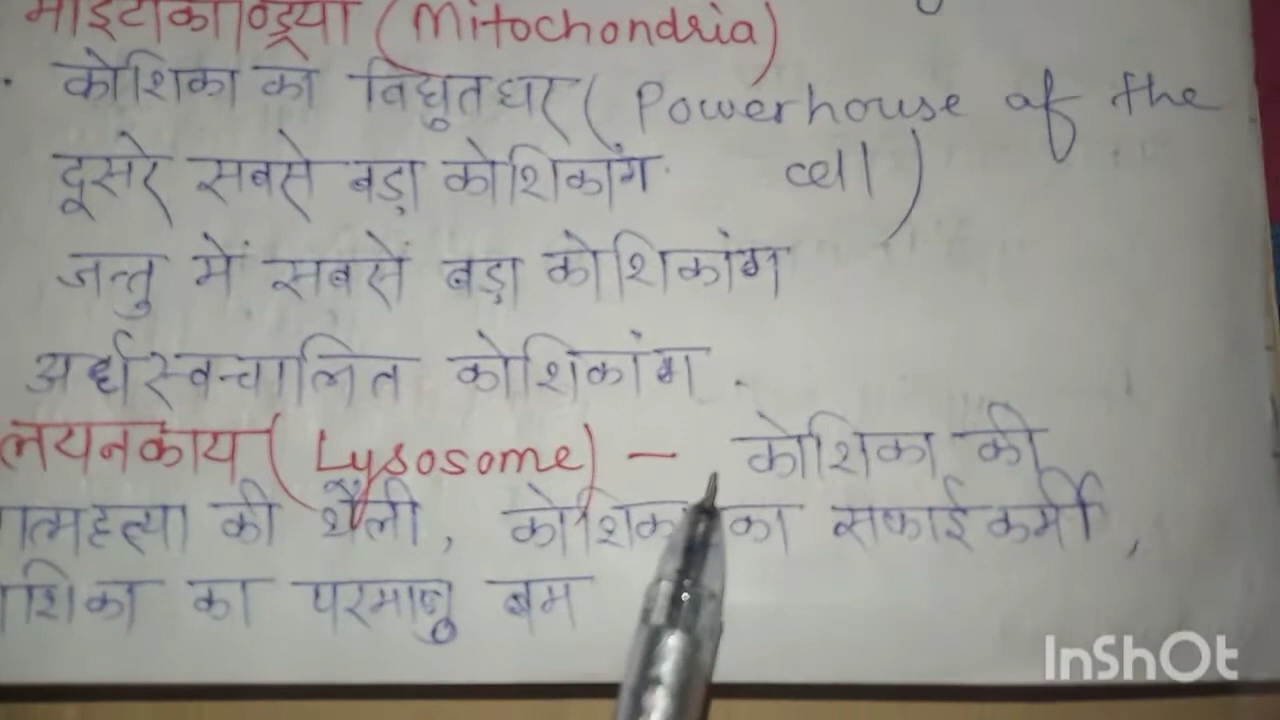 माइटोकाण्ड्रिया (Mitochondria)
कोशिका का विधुतघर (Powerhouse of the cell)
दूसरे सबसे बड़ा कोशिकांग
जन्तु में सबसें बड़ा कोशिकांग
अर्धस्वचालित कोशिकांग .
लयनकाय (Lysosome) – कोशिका की
त्महत्या की थैली, कोशिका का सफाईकर्मी,
शिका का परमाणु बम
InShOt